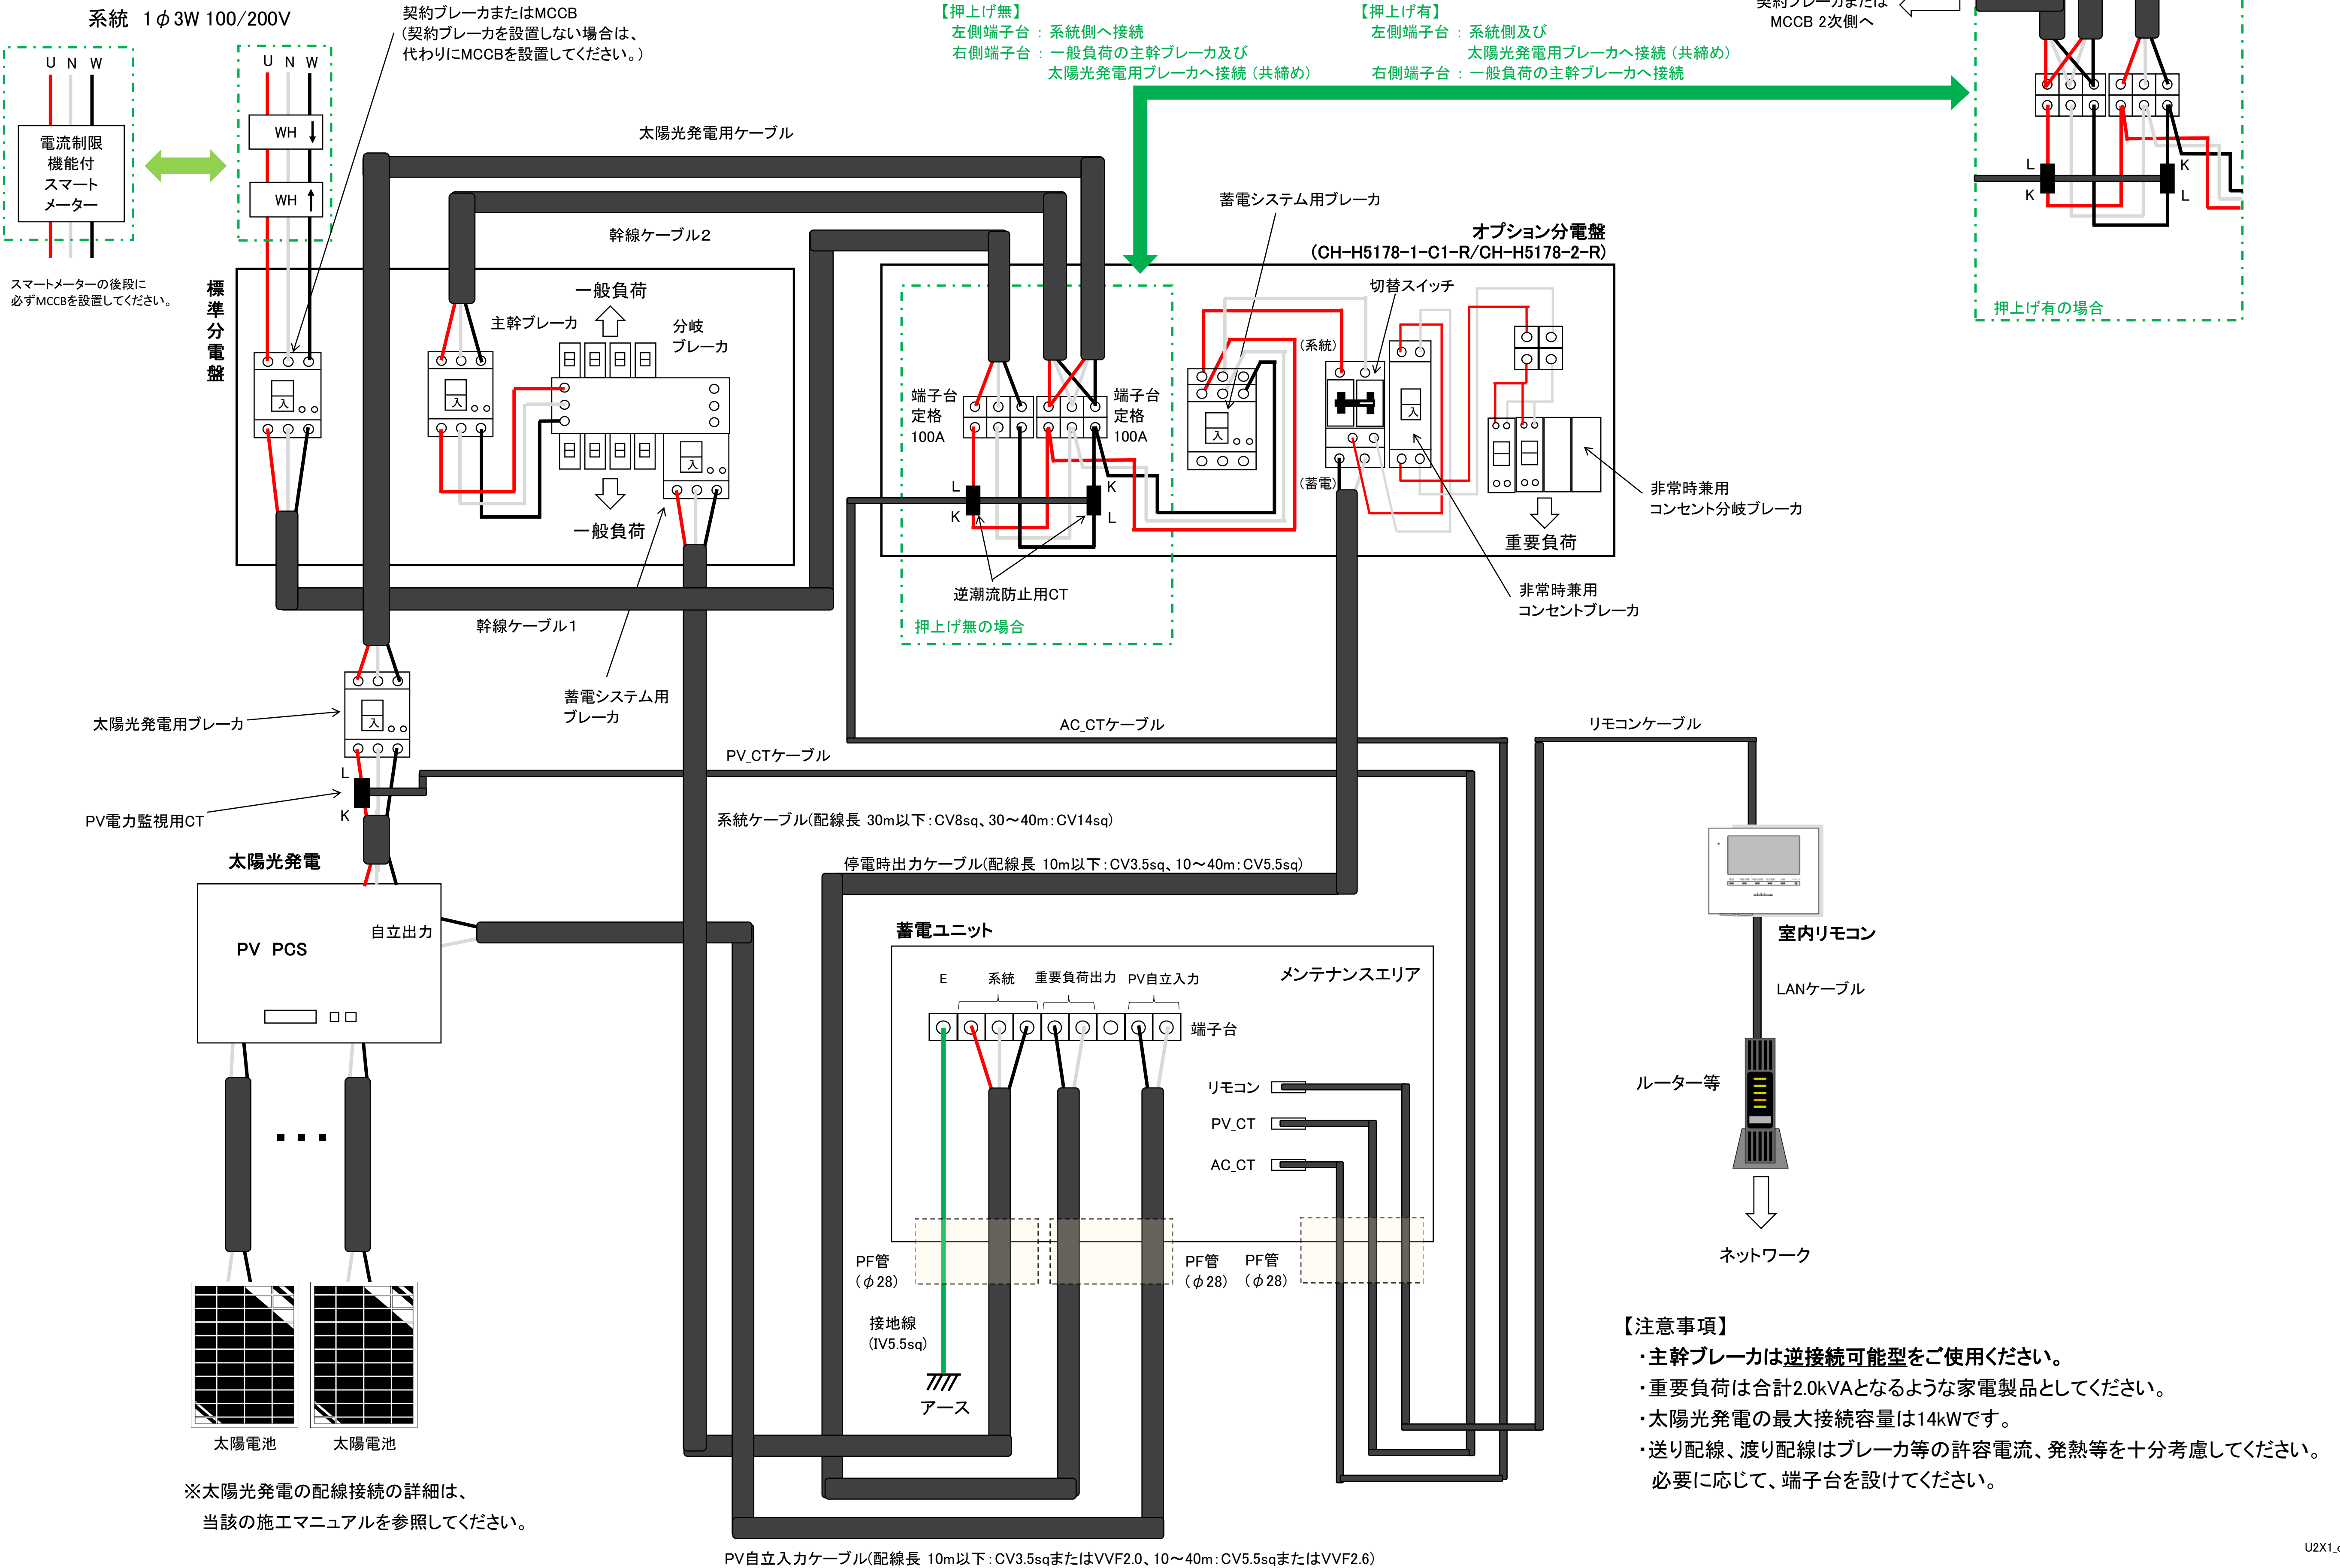 系統 1φ3W 100/200V
契約ブレーカまたはMCCB
(契約ブレーカを設置しない場合は、
代わりにMCCBを設置してください。)
【押上げ無】
左側端子台 : 系統側へ接続
右側端子台 : 一般負荷の主幹ブレーカ及び
太陽光発電用ブレーカへ接続 (共締め)
【押上げ有】
左側端子台 : 系統側及び
太陽光発電用ブレーカへ接続 (共締め)
右側端子台 : 一般負荷の主幹ブレーカへ接続
契約ブレーカまたは
MCCB 2次側へ
U N W
電流制限
機能付
スマート
メーター
U N W
WH
WH
スマートメーターの後段に
必ずMCCBを設置してください。
太陽光発電用ケーブル
幹線ケーブル2
標準分電盤
一般負荷
主幹ブレーカ
分岐
ブレーカ
入
入
入
一般負荷
幹線ケーブル1
蓄電システム用
ブレーカ
蓄電システム用ブレーカ
オプション分電盤
(CH-H5178-1-C1-R/CH-H5178-2-R)
切替スイッチ
(系統)
(蓄電)
端子台
定格
100A
端子台
定格
100A
入
入
L
K
K
L
逆潮流防止用CT
押上げ無の場合
重要負荷
非常時兼用
コンセント分岐ブレーカ
非常時兼用
コンセントブレーカ
L
K
K
L
押上げ有の場合
太陽光発電用ブレーカ
入
L
K
PV電力監視用CT
AC_CTケーブル
リモコンケーブル
PV_CTケーブル
系統ケーブル(配線長 30m以下:CV8sq、30~40m:CV14sq)
停電時出力ケーブル(配線長 10m以下:CV3.5sq、10~40m:CV5.5sq)
太陽光発電
自立出力
PV PCS
蓄電ユニット
メンテナンスエリア
E
系統
重要負荷出力
PV自立入力
端子台
リモコン
PV_CT
AC_CT
PF管
(φ28)
PF管
(φ28)
PF管
(φ28)
接地線
(IV5.5sq)
アース
室内リモコン
LANケーブル
ルーター等
ネットワーク
太陽電池
太陽電池
※太陽光発電の配線接続の詳細は、
当該の施工マニュアルを参照してください。
【注意事項】
・主幹ブレーカは逆接続可能型をご使用ください。
・重要負荷は合計2.0kVAとなるような家電製品としてください。
・太陽光発電の最大接続容量は14kWです。
・送り配線、渡り配線はブレーカ等の許容電流、発熱等を十分考慮してください。
必要に応じて、端子台を設けてください。
PV自立入力ケーブル(配線長 10m以下:CV3.5sqまたはVVF2.0、10~40m:CV5.5sqまたはVVF2.6)